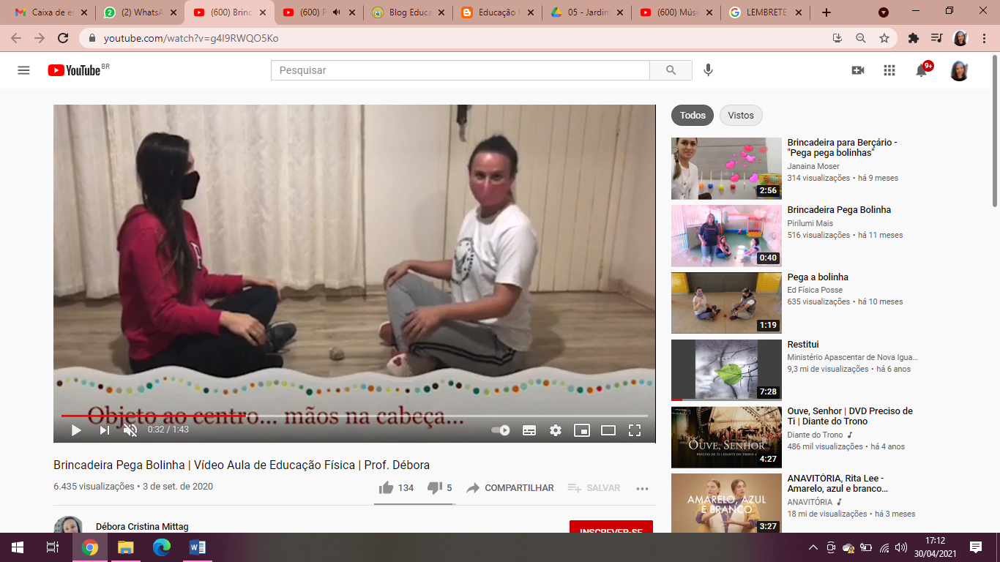 Caixa de e
(2) Whats
(600) Brinc
(600) P
Blog Educa
Educação
05 - Jardim
(600) Músi
LEMBRETE
youtube.com/watch?v=g4I9RWQO5Ko
YouTube BR
Pesquisar
9+
Todos
Vistos
Brincadeira para Berçário -
"Pega pega bolinhas"
Janaina Moser
314 visualizações • há 9 meses
2:56
Brincadeira Pega Bolinha
Pirilumi Mais
516 visualizações • há 11 meses
0:40
Pega a bolinha
Ed Física Posse
635 visualizações • há 10 meses
1:19
Restitui
Ministério Apascentar de Nova Igua...
9,3 mi de visualizações • há 6 anos
7:28
Ouve, Senhor | DVD Preciso de
Ti | Diante do Trono
Diante do Trono
486 mil visualizações • há 4 anos
OUVE, SENHOR
4:27
ANAVITÓRIA, Rita Lee -
Amarelo, azul e branco...
ANAVITÓRIA
18 mi de visualizações • há 3 meses
AMARELO, AZUL
E BRANCO
3:27
Objeto ao centro... mãos na cabeça...
0:32 / 1:43
Brincadeira Pega Bolinha | Vídeo Aula de Educação Física | Prof. Débora
6.435 visualizações • 3 de set. de 2020
134
5
COMPARTILHAR
SALVAR
Débora Cristina Mittag
INSCREVER-SE
17:12
30/04/2021